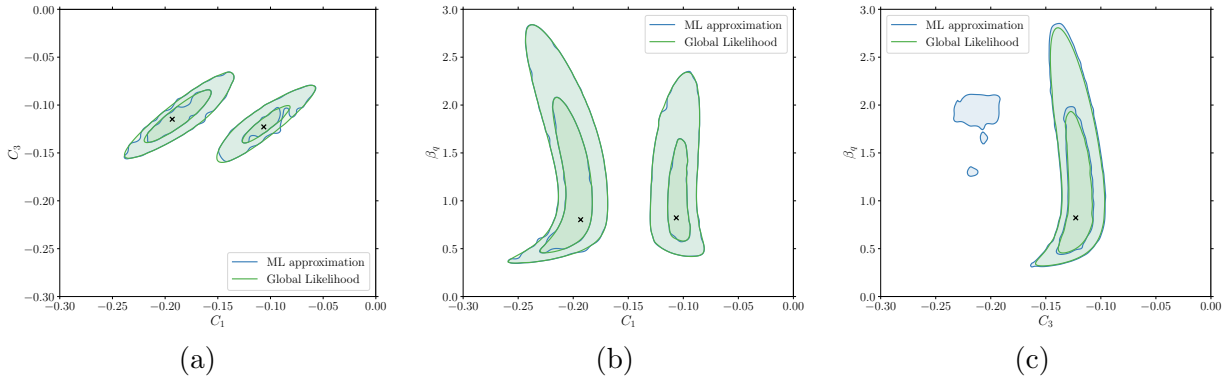 0.00
−0.05
−0.10
−0.15
−0.20
−0.25
−0.30
C₃
−0.30 −0.25 −0.20 −0.15 −0.10 −0.05 0.00
C₁
ML approximation
Global Likelihood
(a)
3.0
2.5
2.0
1.5
1.0
0.5
0.0
β_q
−0.30 −0.25 −0.20 −0.15 −0.10 −0.05 0.00
C₁
ML approximation
Global Likelihood
(b)
3.0
2.5
2.0
1.5
1.0
0.5
0.0
β_q
−0.30 −0.25 −0.20 −0.15 −0.10 −0.05 0.00
C₃
ML approximation
Global Likelihood
(c)